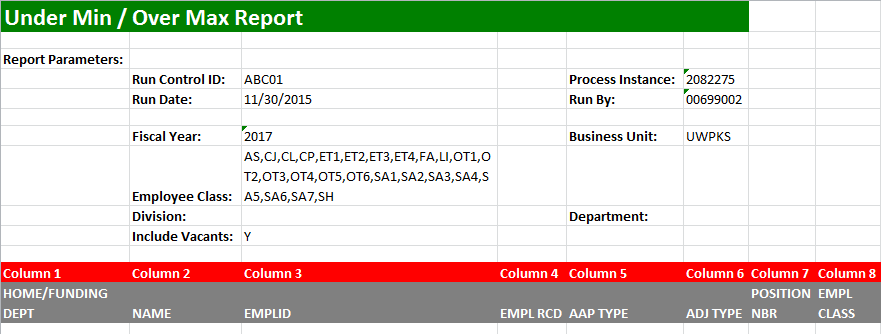 Under Min / Over Max Report
Report Parameters:
Run Control ID: ABC01 Process Instance: 2082275
Run Date: 11/30/2015 Run By: 00699002
Fiscal Year: 2017 Business Unit: UWPKS
AS,CJ,CL,CP,ET1,ET2,ET3,ET4,FA,LI,OT1,O
T2,OT3,OT4,OT5,OT6,SA1,SA2,SA3,SA4,S
Employee Class: A5,SA6,SA7,SH
Division: Department:
Include Vacants: Y
Column 1 Column 2 Column 3 Column 4 Column 5 Column 6 Column 7 Column 8
HOME/FUNDING POSITION EMPL
DEPT NAME EMPLID EMPL RCD AAP TYPE ADJ TYPE NBR CLASS